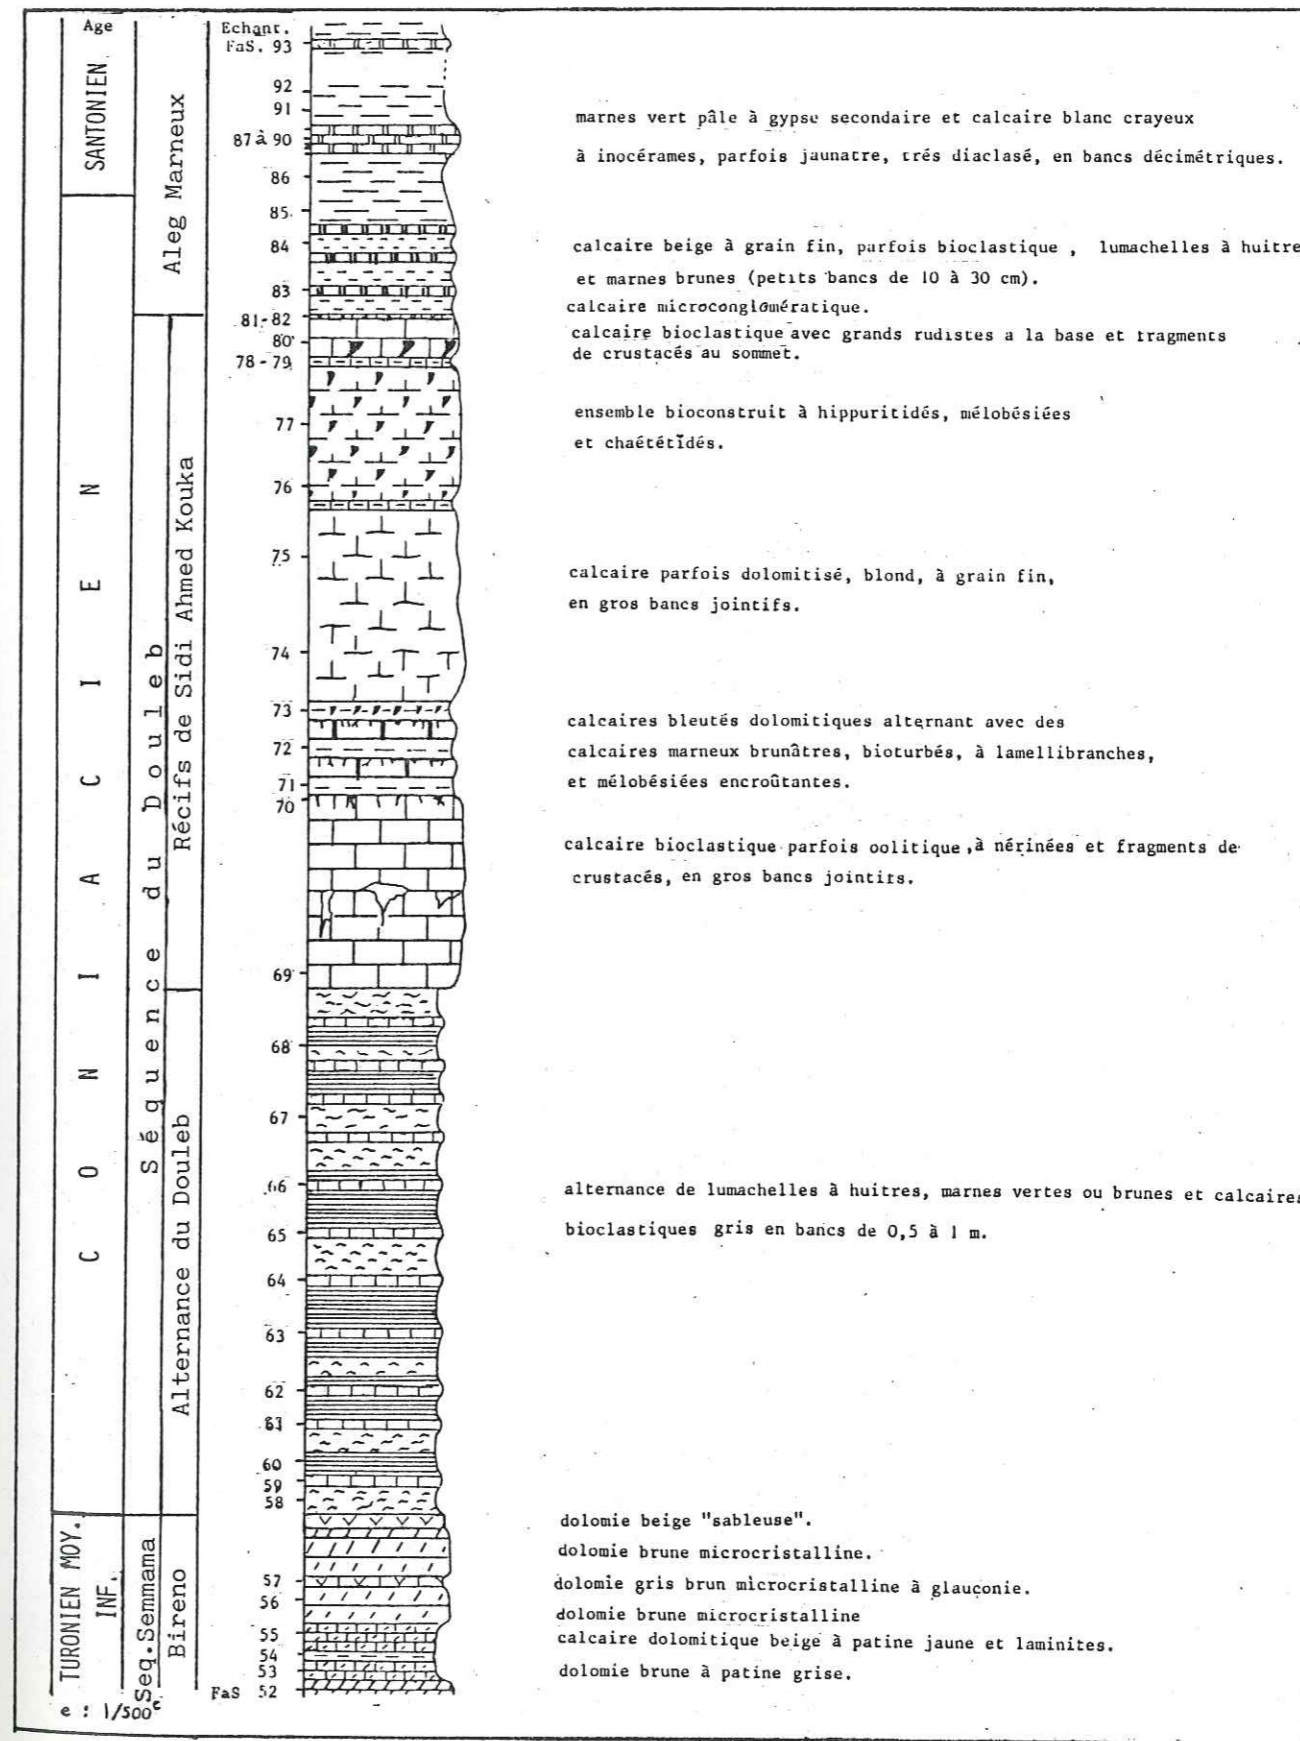 Age
SANTONIEN
CONIACIEN
TURONIEN MOY.
INF.
Aleg Marneux
Séquence du Douleb
Récifs de Sidi Ahmed Kouka
Alternance du Douleb
Seq. Semmama
Bireno
Echant.
FaS. 93
92
91
87 à 90
86
85
84
83
81-82
80
78-79
77
76
75
74
73
72
71
70
69
68
67
66
65
64
63
62
61
60
59
58
57
56
55
54
53
FaS 52
marnes vert pâle à gypse secondaire et calcaire blanc crayeux
à inocérames, parfois jaunatre, trés diaclasé, en bancs décimétriques.
calcaire beige à grain fin, parfois bioclastique , lumachelles à huitre
et marnes brunes (petits bancs de 10 à 30 cm).
calcaire microconglomératique.
calcaire bioclastique avec grands rudistes a la base et fragments
de crustacés au sommet.
ensemble bioconstruit à hippuritidés, mélobésiées
et chaététidés.
calcaire parfois dolomitisé, blond, à grain fin,
en gros bancs jointifs.
calcaires bleutés dolomitiques alternant avec des
calcaires marneux brunâtres, bioturbés, à lamellibranches,
et mélobésiées encroûtantes.
calcaire bioclastique parfois oolitique, à nérinées et fragments de
crustacés, en gros bancs jointifs.
alternance de lumachelles à huitres, marnes vertes ou brunes et calcaires
bioclastiques gris en bancs de 0,5 à 1 m.
dolomie beige "sableuse".
dolomie brune microcristalline.
dolomie gris brun microcristalline à glauconie.
dolomie brune microcristalline
calcaire dolomitique beige à patine jaune et laminites.
dolomie brune à patine grise.
e : 1/500e